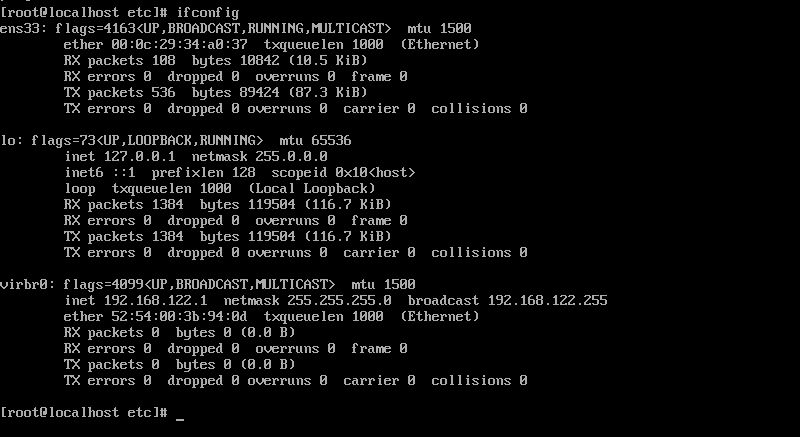 [root@localhost etc]# ifconfig
ens33: flags=4163<UP,BROADCAST,RUNNING,MULTICAST>  mtu 1500
        ether 00:0c:29:34:a0:37  txqueuelen 1000  (Ethernet)
        RX packets 108  bytes 10842 (10.5 KiB)
        RX errors 0  dropped 0  overruns 0  frame 0
        TX packets 536  bytes 89424 (87.3 KiB)
        TX errors 0  dropped 0 overruns 0  carrier 0  collisions 0

lo: flags=73<UP,LOOPBACK,RUNNING>  mtu 65536
        inet 127.0.0.1  netmask 255.0.0.0
        inet6 ::1  prefixlen 128  scopeid 0x10<host>
        loop  txqueuelen 1000  (Local Loopback)
        RX packets 1384  bytes 119504 (116.7 KiB)
        RX errors 0  dropped 0  overruns 0  frame 0
        TX packets 1384  bytes 119504 (116.7 KiB)
        TX errors 0  dropped 0 overruns 0  carrier 0  collisions 0

virbr0: flags=4099<UP,BROADCAST,MULTICAST>  mtu 1500
        inet 192.168.122.1  netmask 255.255.255.0  broadcast 192.168.122.255
        ether 52:54:00:3b:94:0d  txqueuelen 1000  (Ethernet)
        RX packets 0  bytes 0 (0.0 B)
        RX errors 0  dropped 0  overruns 0  frame 0
        TX packets 0  bytes 0 (0.0 B)
        TX errors 0  dropped 0 overruns 0  carrier 0  collisions 0

[root@localhost etc]# _